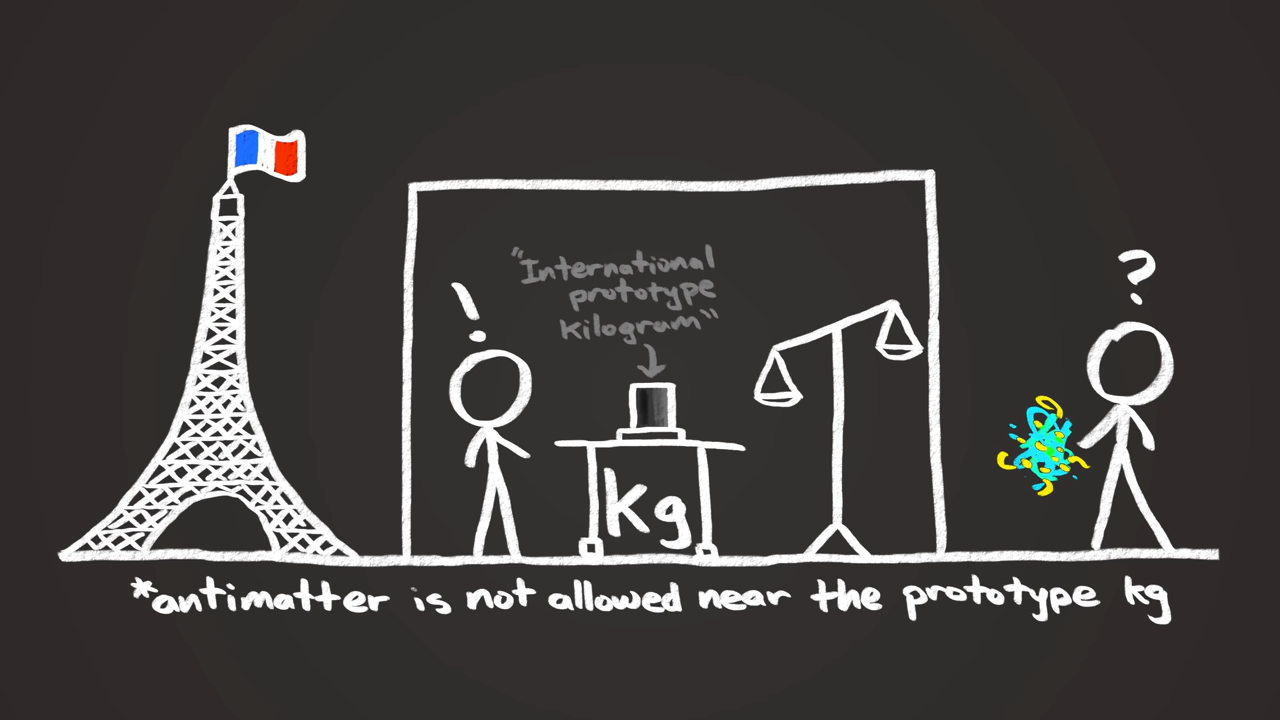 "International
prototype
kilogram"
!
?
kg
*antimatter is not allowed near the prototype kg